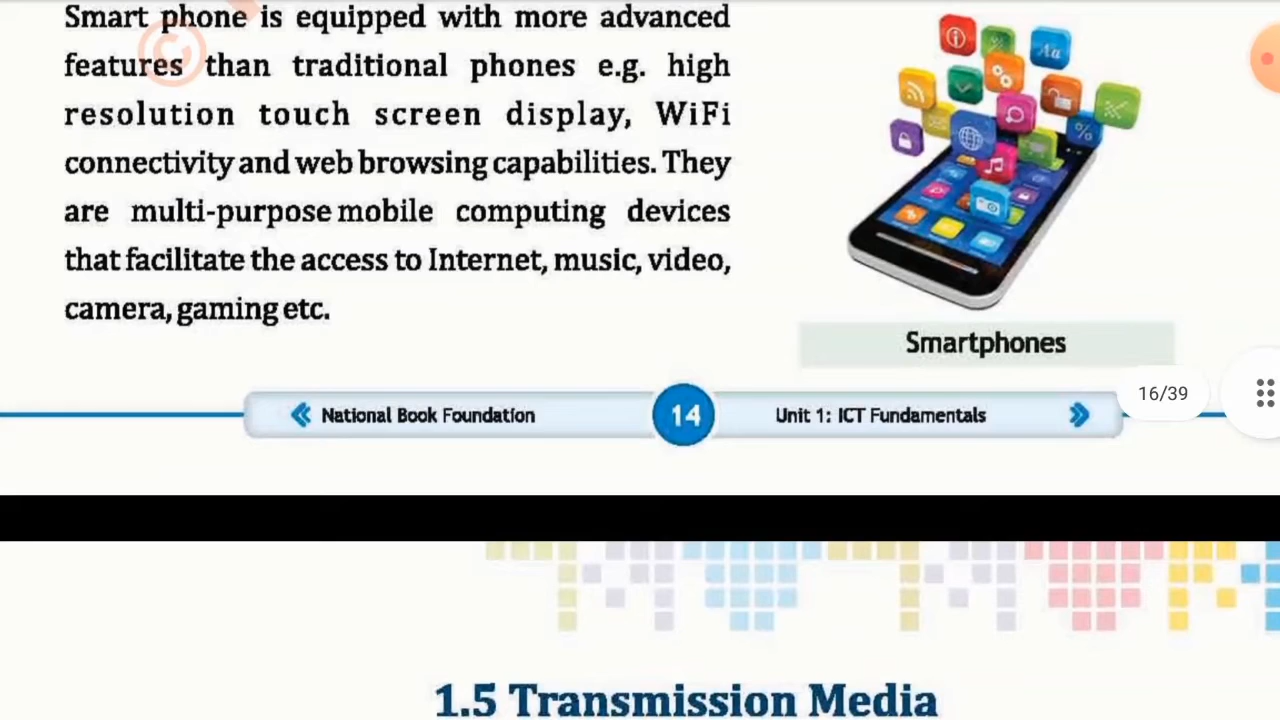 Smart phone is equipped with more advanced
features than traditional phones e.g. high
resolution touch screen display, WiFi
connectivity and web browsing capabilities. They
are multi-purpose mobile computing devices
that facilitate the access to Internet, music, video,
camera, gaming etc.
Aa
%
Smartphones
16/39
National Book Foundation
14
Unit 1: ICT Fundamentals
1.5 Transmission Media